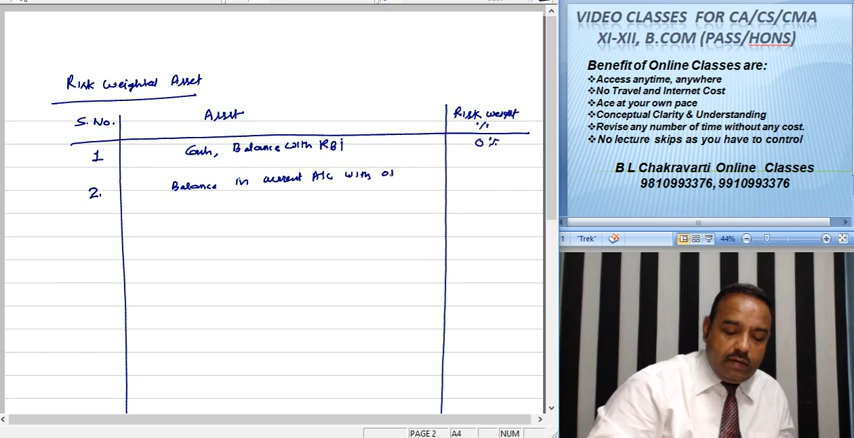 Risk Weighted Asset
S. No. Asset Risk weight %
1 Cash, Balance with RBI 0%
2. Balance in current A/c with
VIDEO CLASSES FOR CA/CS/CMA
XI-XII, B.COM (PASS/HONS)
Benefit of Online Classes are:
❖Access anytime, anywhere
❖No Travel and Internet Cost
❖Ace at your own pace
❖Conceptual Clarity & Understanding
❖Revise any number of time without any cost.
❖No lecture skips as you have to control
B L Chakravarti Online Classes
9810993376, 9910993376
1 "Trek" 44%
PAGE 2 A4 NUM